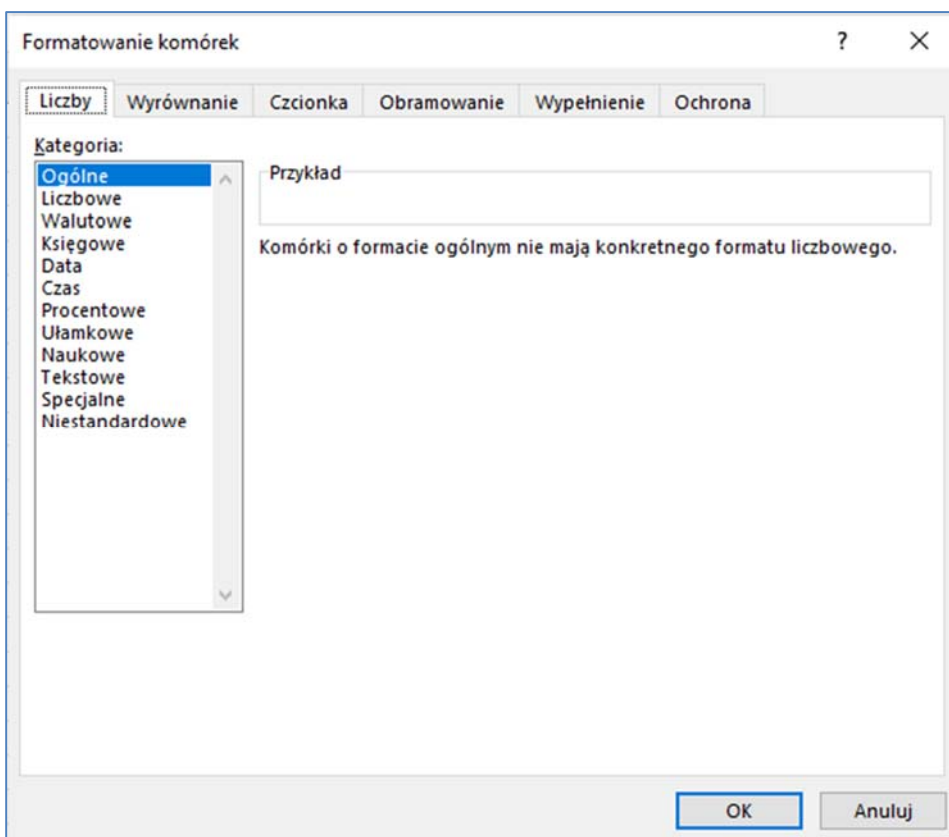 Formatowanie komórek ? ×
Liczby Wyrównanie Czcionka Obramowanie Wypełnienie Ochrona
Kategoria:
Ogólne
Liczbowe
Walutowe
Księgowe
Data
Czas
Procentowe
Ułamkowe
Naukowe
Tekstowe
Specjalne
Niestandardowe
Przykład
Komórki o formacie ogólnym nie mają konkretnego formatu liczbowego.
OK Anuluj